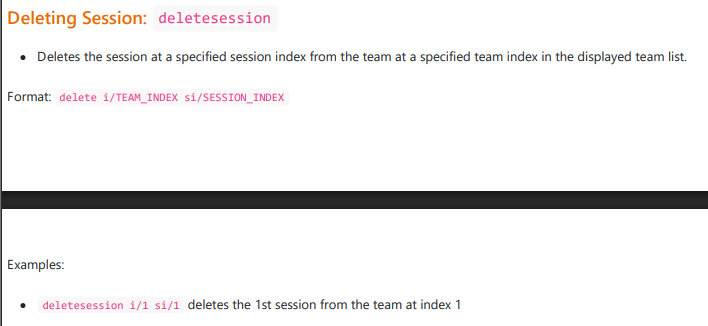 Deleting Session: deletesession
• Deletes the session at a specified session index from the team at a specified team index in the displayed team list.
Format: delete i/TEAM_INDEX si/SESSION_INDEX
Examples:
• deletesession i/1 si/1 deletes the 1st session from the team at index 1